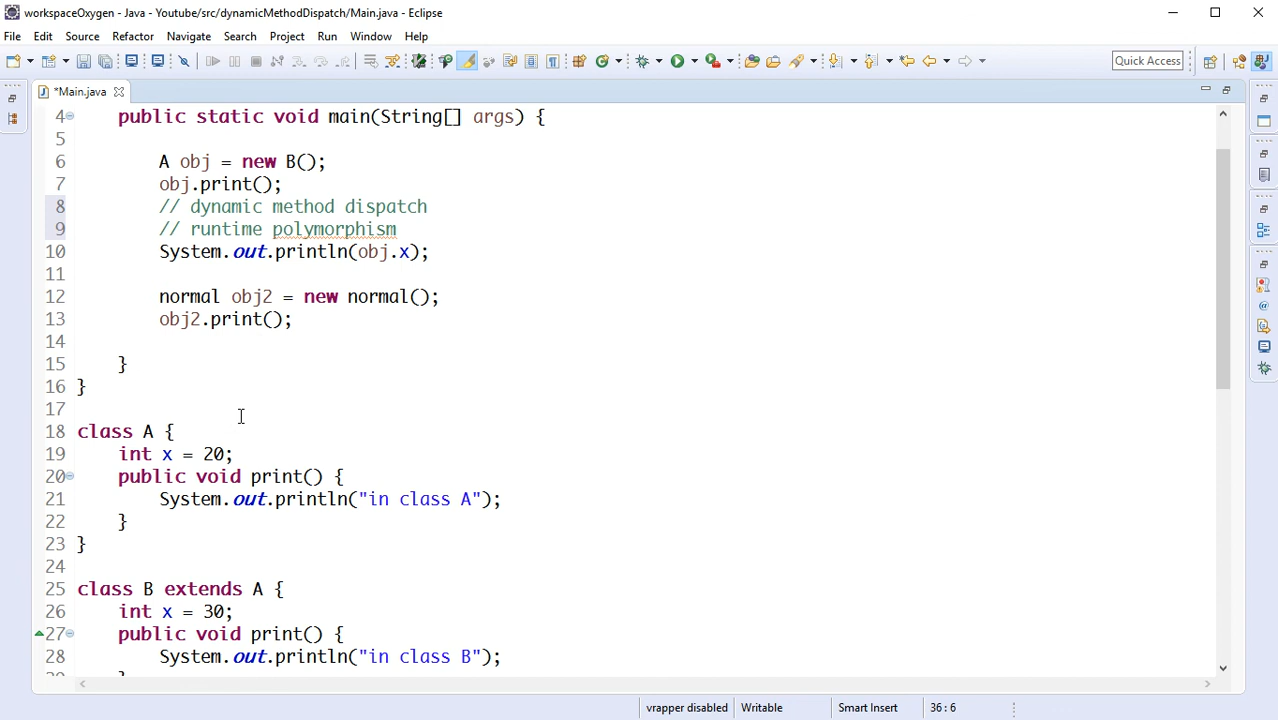 workspaceOxygen - Java - Youtube/src/dynamicMethodDispatch/Main.java - Eclipse
File Edit Source Refactor Navigate Search Project Run Window Help
Quick Access
*Main.java
4 public static void main(String[] args) {
5
6 A obj = new B();
7 obj.print();
8 // dynamic method dispatch
9 // runtime polymorphism
10 System.out.println(obj.x);
11
12 normal obj2 = new normal();
13 obj2.print();
14
15 }
16 }
17
18 class A {
19 int x = 20;
20 public void print() {
21 System.out.println("in class A");
22 }
23 }
24
25 class B extends A {
26 int x = 30;
27 public void print() {
28 System.out.println("in class B");
vrapper disabled Writable Smart Insert 36 : 6